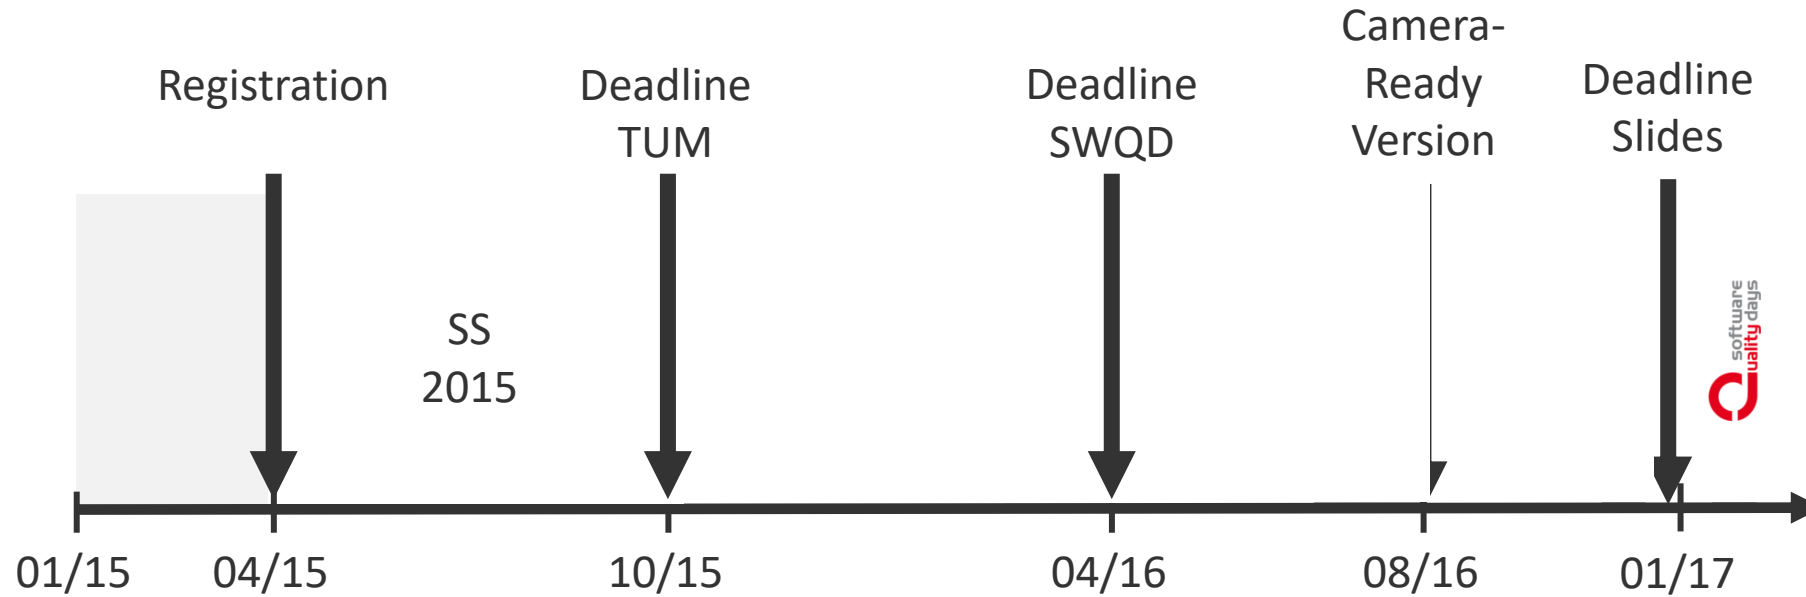 Registration
Deadline
TUM
Deadline
SWQD
Camera-
Ready
Version
Deadline
Slides
SS
2015
software
quality days
01/15
04/15
10/15
04/16
08/16
01/17